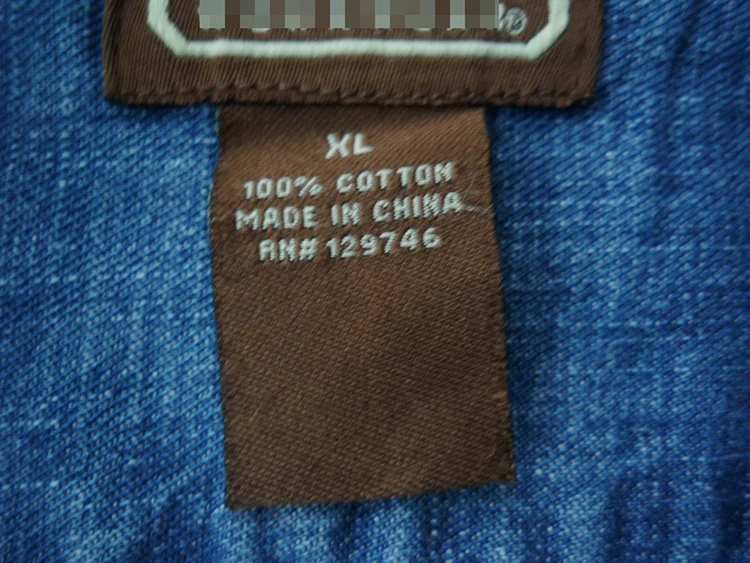 XL
100% COTTON
MADE IN CHINA
RN# 129746